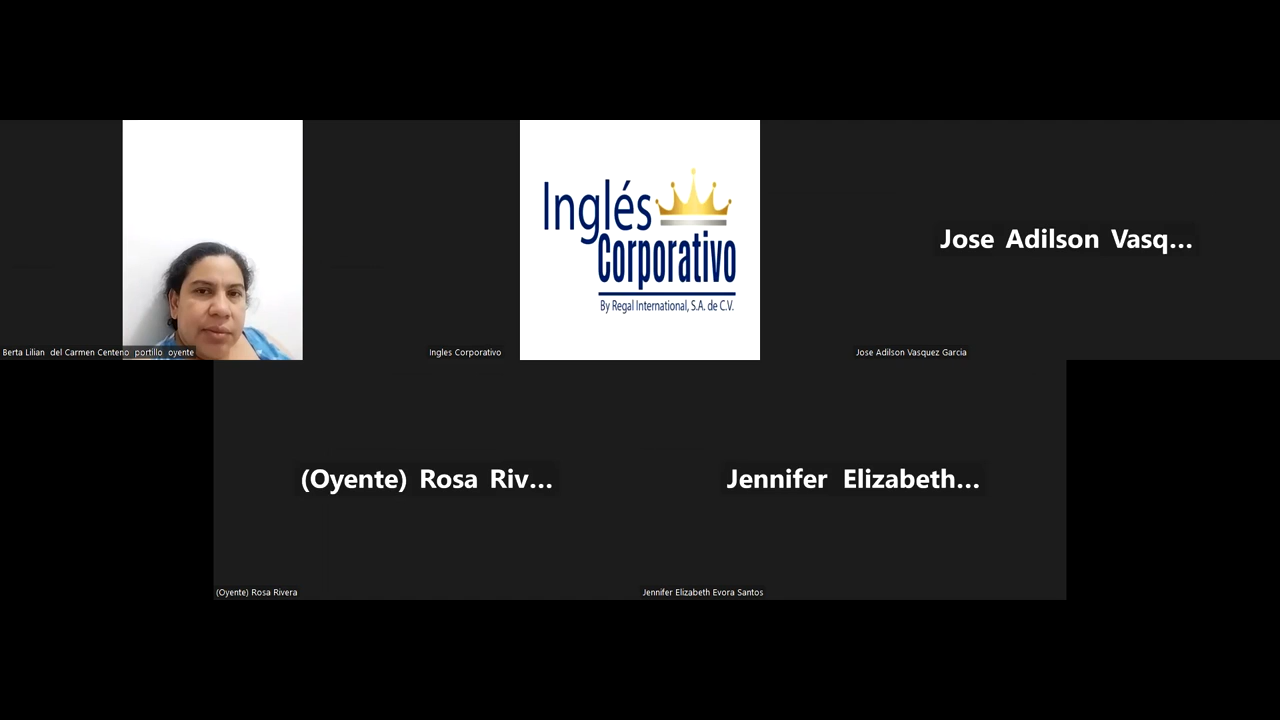 Inglés
Corporativo
By Regal International, S.A. de C.V.
Jose Adilson Vasq...
Berta Lilian del Carmen Centeno portillo oyente
Ingles Corporativo
Jose Adilson Vasquez Garcia
(Oyente) Rosa Riv...
Jennifer Elizabeth...
(Oyente) Rosa Rivera
Jennifer Elizabeth Evora Santos